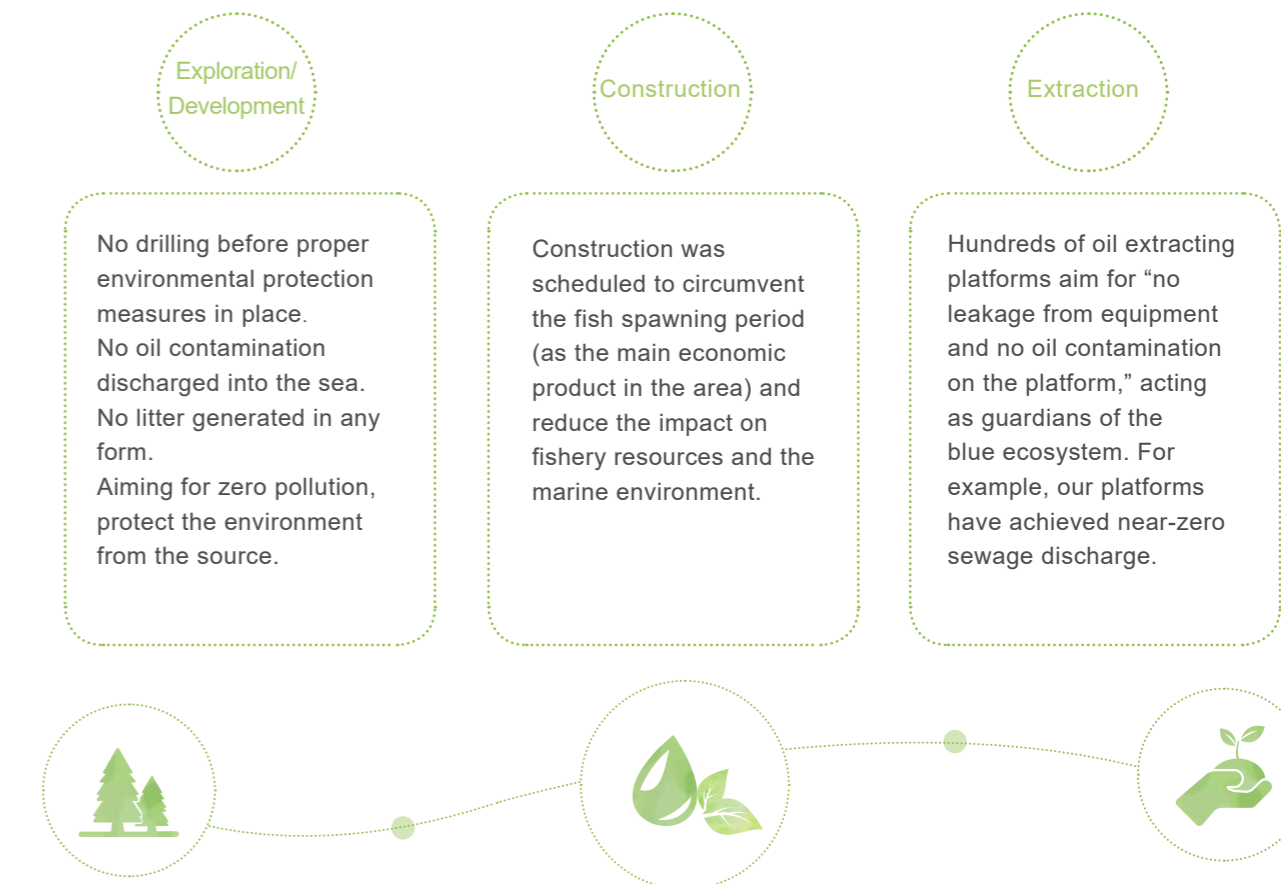 Exploration/
Development
No drilling before proper
environmental protection
measures in place.
No oil contamination
discharged into the sea.
No litter generated in any
form.
Aiming for zero pollution,
protect the environment
from the source.
Construction
Construction was
scheduled to circumvent
the fish spawning period
(as the main economic
product in the area) and
reduce the impact on
fishery resources and the
marine environment.
Extraction
Hundreds of oil extracting
platforms aim for “no
leakage from equipment
and no oil contamination
on the platform,” acting
as guardians of the
blue ecosystem. For
example, our platforms
have achieved near-zero
sewage discharge.